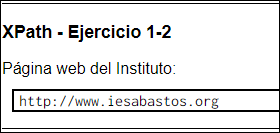 XPath - Ejercicio 1-2
Página web del Instituto:
http://www.iesabastos.org